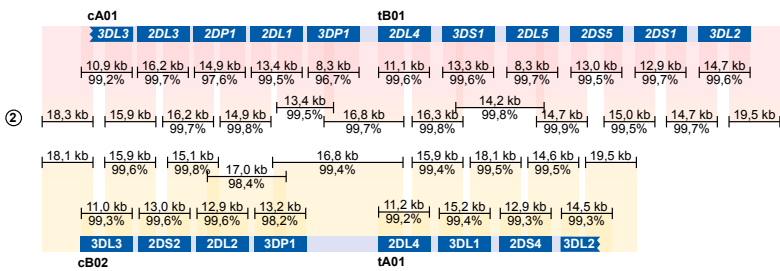 cA01 tB01
3DL3 2DL3 2DP1 2DL1 3DP1 2DL4 3DS1 2DL5 2DS5 2DS1 3DL2
10,9 kb 16,2 kb 14,9 kb 13,4 kb 8,3 kb 11,1 kb 13,3 kb 8,3 kb 13,0 kb 12,9 kb 14,7 kb
99,2% 99,7% 97,6% 99,5% 96,7% 99,6% 99,6% 99,7% 99,5% 99,7% 99,6%
13,4 kb 14,2 kb
② 18,3 kb 15,9 kb 16,2 kb 14,9 kb 99,5% 16,8 kb 16,3 kb 99,8% 14,7 kb 15,0 kb 14,7 kb 19,5 kb
99,7% 99,8% 99,7% 99,8% 99,9% 99,5% 99,7%
18,1 kb 15,9 kb 15,1 kb 16,8 kb 15,9 kb 18,1 kb 14,6 kb 19,5 kb
99,6% 99,8% 17,0 kb 99,4% 99,4% 99,5% 99,5%
98,4%
11,0 kb 13,0 kb 12,9 kb 13,2 kb 11,2 kb 15,2 kb 12,9 kb 14,5 kb
99,3% 99,6% 99,6% 98,2% 99,2% 99,4% 99,3% 99,3%
3DL3 2DS2 2DL2 3DP1 2DL4 3DL1 2DS4 3DL2
cB02 tA01